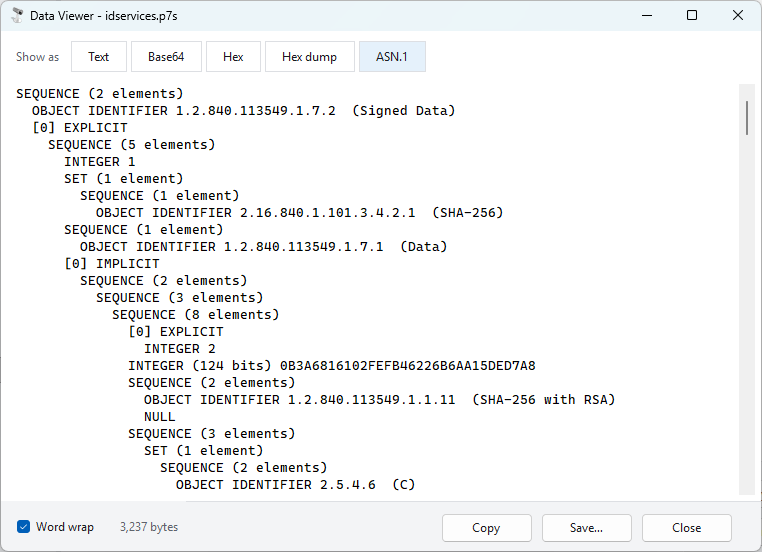 Data Viewer - idservices.p7s
Show as Text Base64 Hex Hex dump ASN.1
SEQUENCE (2 elements)
OBJECT IDENTIFIER 1.2.840.113549.1.7.2 (Signed Data)
[0] EXPLICIT
SEQUENCE (5 elements)
INTEGER 1
SET (1 element)
SEQUENCE (1 element)
OBJECT IDENTIFIER 2.16.840.1.101.3.4.2.1 (SHA-256)
SEQUENCE (1 element)
OBJECT IDENTIFIER 1.2.840.113549.1.7.1 (Data)
[0] IMPLICIT
SEQUENCE (2 elements)
SEQUENCE (3 elements)
SEQUENCE (8 elements)
[0] EXPLICIT
INTEGER 2
INTEGER (124 bits) 0B3A6816102FEFB46226B6AA15DED7A8
SEQUENCE (2 elements)
OBJECT IDENTIFIER 1.2.840.113549.1.1.11 (SHA-256 with RSA)
NULL
SEQUENCE (3 elements)
SET (1 element)
SEQUENCE (2 elements)
OBJECT IDENTIFIER 2.5.4.6 (C)
Word wrap 3,237 bytes Copy Save... Close